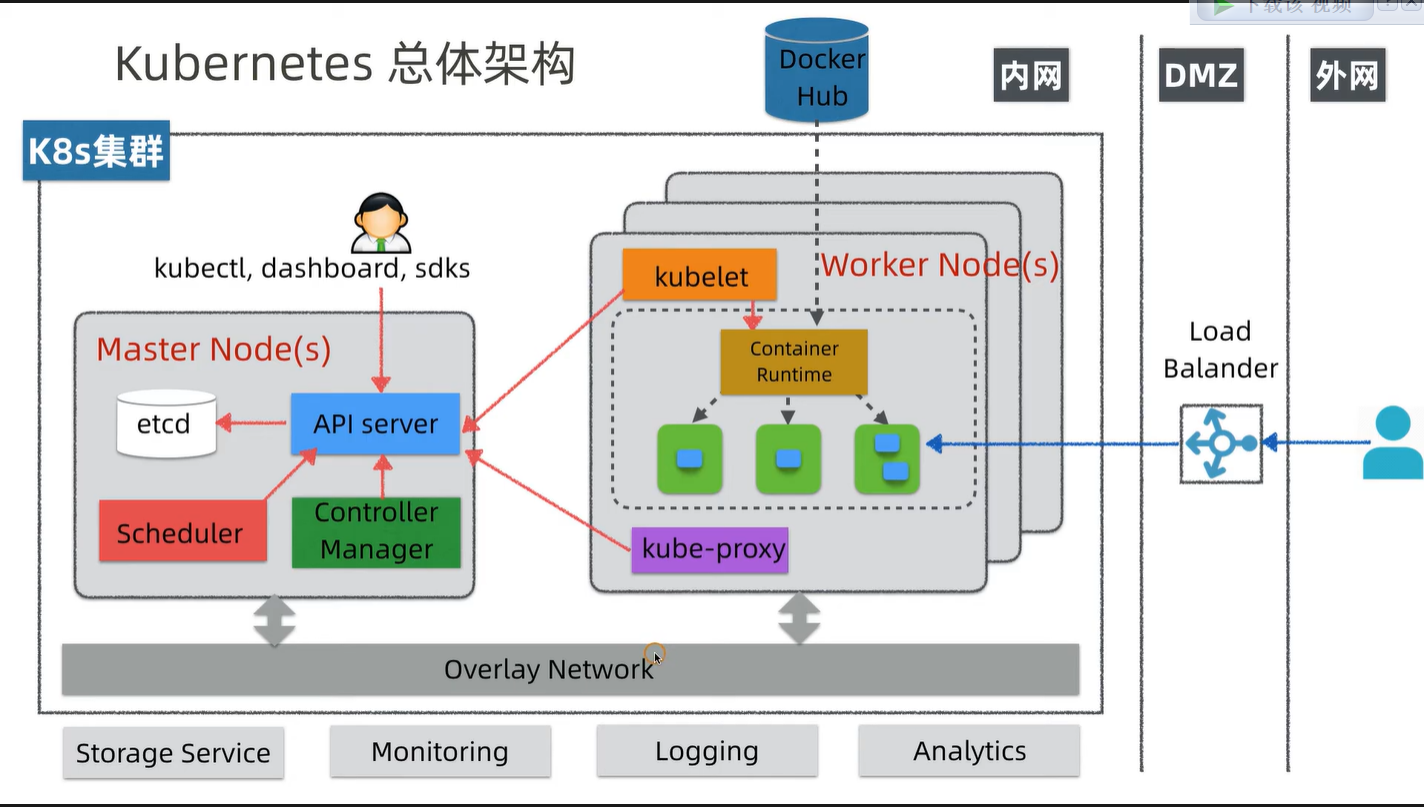 下载该 视频
Kubernetes 总体架构
Docker
Hub
内网
DMZ
外网
K8s集群
kubectl, dashboard, sdks
kubelet
Worker Node(s)
Master Node(s)
Container
Runtime
Load
Balander
etcd
API server
Scheduler
Controller
Manager
kube-proxy
Overlay Network
Storage Service
Monitoring
Logging
Analytics